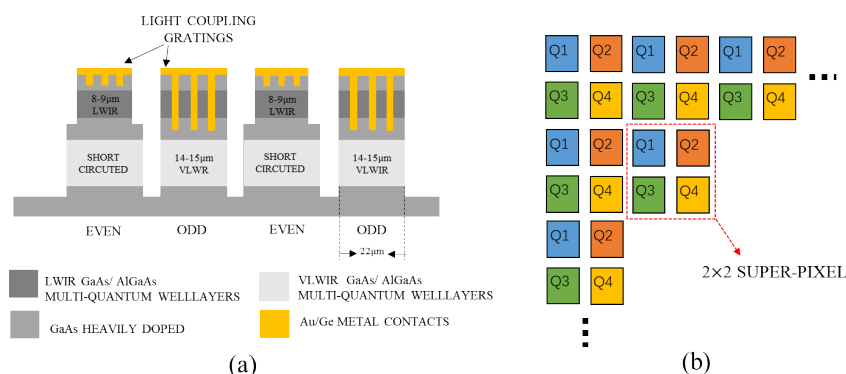 LIGHT COUPLING
GRATINGS
8-9μm
LWIR
8-9μm
LWIR
SHORT
CIRCUTED
14-15μm
VLWR
SHORT
CIRCUTED
14-15μm
VLWIR
EVEN
ODD
EVEN
ODD
22μm
LWIR GaAs/ AlGaAs
MULTI-QUANTUM WELLLAYERS
VLWIR GaAs/ AlGaAs
MULTI-QUANTUM WELLLAYERS
GaAs HEAVILY DOPED
Au/Ge METAL CONTACTS
(a)
Q1 Q2 Q1 Q2 Q1 Q2
Q3 Q4 Q3 Q4 Q3 Q4
Q1 Q2 Q1 Q2
Q3 Q4 Q3 Q4
Q1 Q2
Q3 Q4
2×2 SUPER-PIXEL
(b)